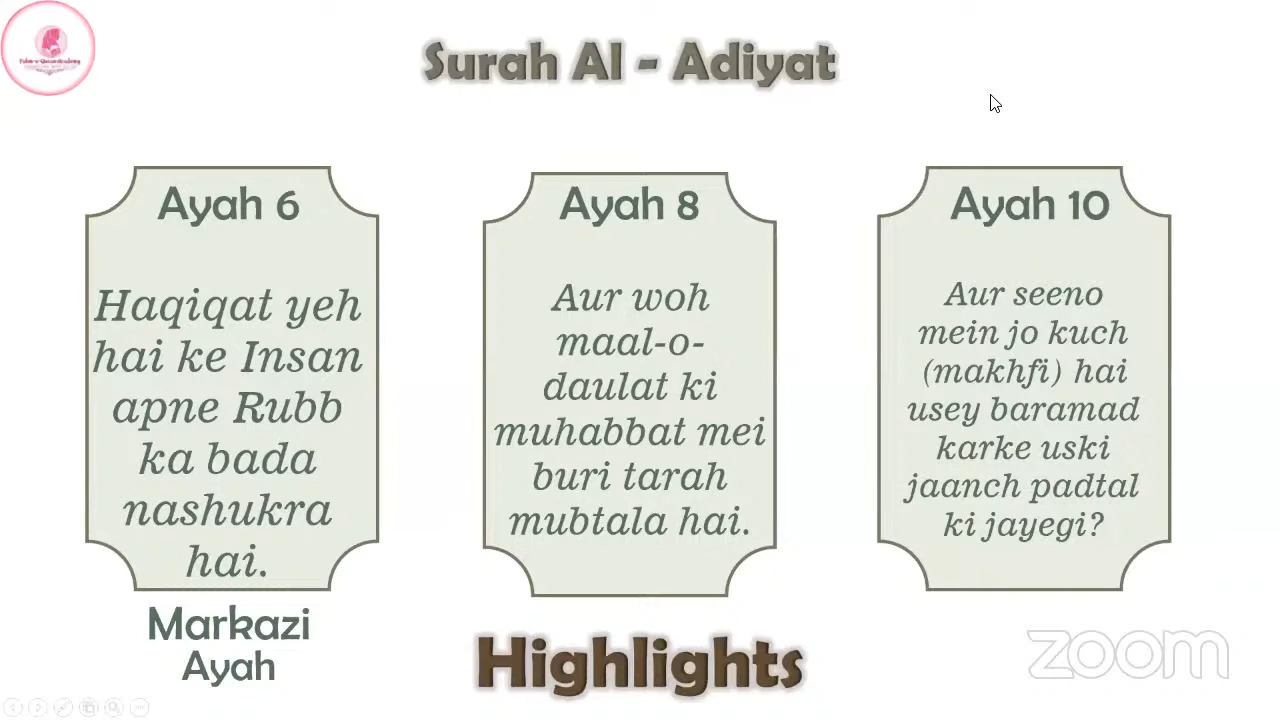 Surah Al - Adiyat
Ayah 6
Haqiqat yeh
hai ke Insan
apne Rubb
ka bada
nashukra
hai.
Markazi
Ayah
Ayah 8
Aur woh
maal-o-
daulat ki
muhabbat mei
buri tarah
mubtala hai.
Ayah 10
Aur seeno
mein jo kuch
(makhfi) hai
usey baramad
karke uski
jaanch padtal
ki jayegi?
Highlights
zoom